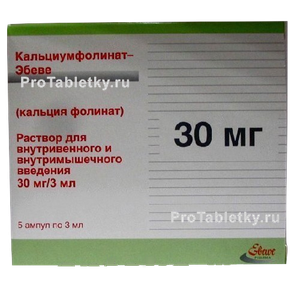 ProTabletky.ru
Кальциумфолинат–
Эбеве
(кальция фолинат)
Раствор для
внутривенного и
внутримышечного
введения
30 мг/3 мл
30 мг
ProTabletky.ru
5 ампул по 3 мл
Ebewe